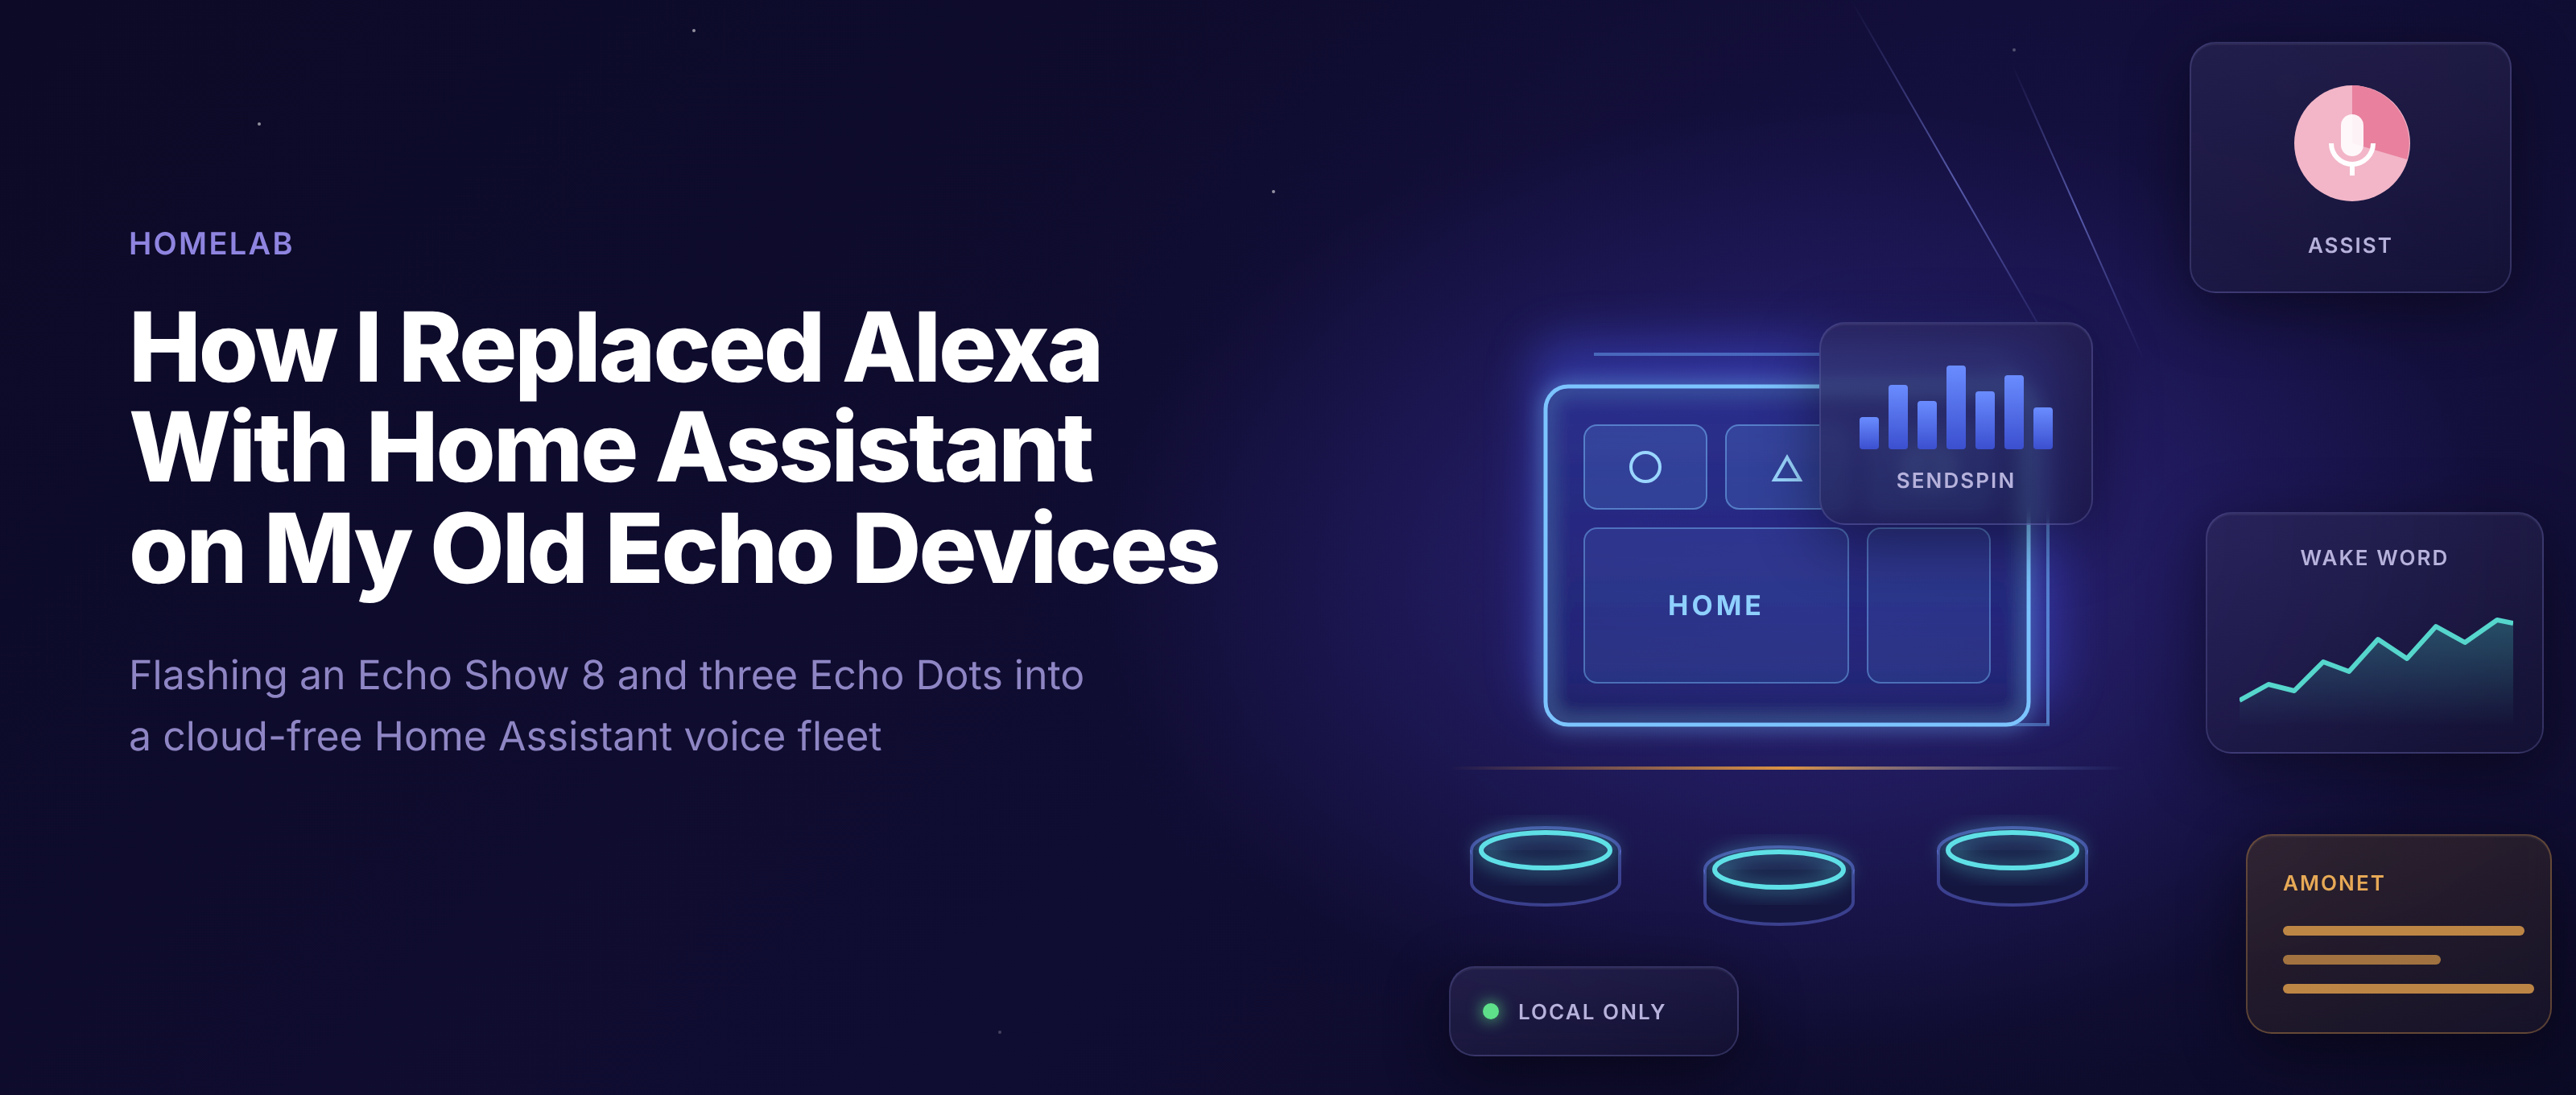 HOMELAB
How I Replaced Alexa
With Home Assistant
on My Old Echo Devices
Flashing an Echo Show 8 and three Echo Dots into
a cloud-free Home Assistant voice fleet
ASSIST
SENDSPIN
HOME
WAKE WORD
AMONET
LOCAL ONLY